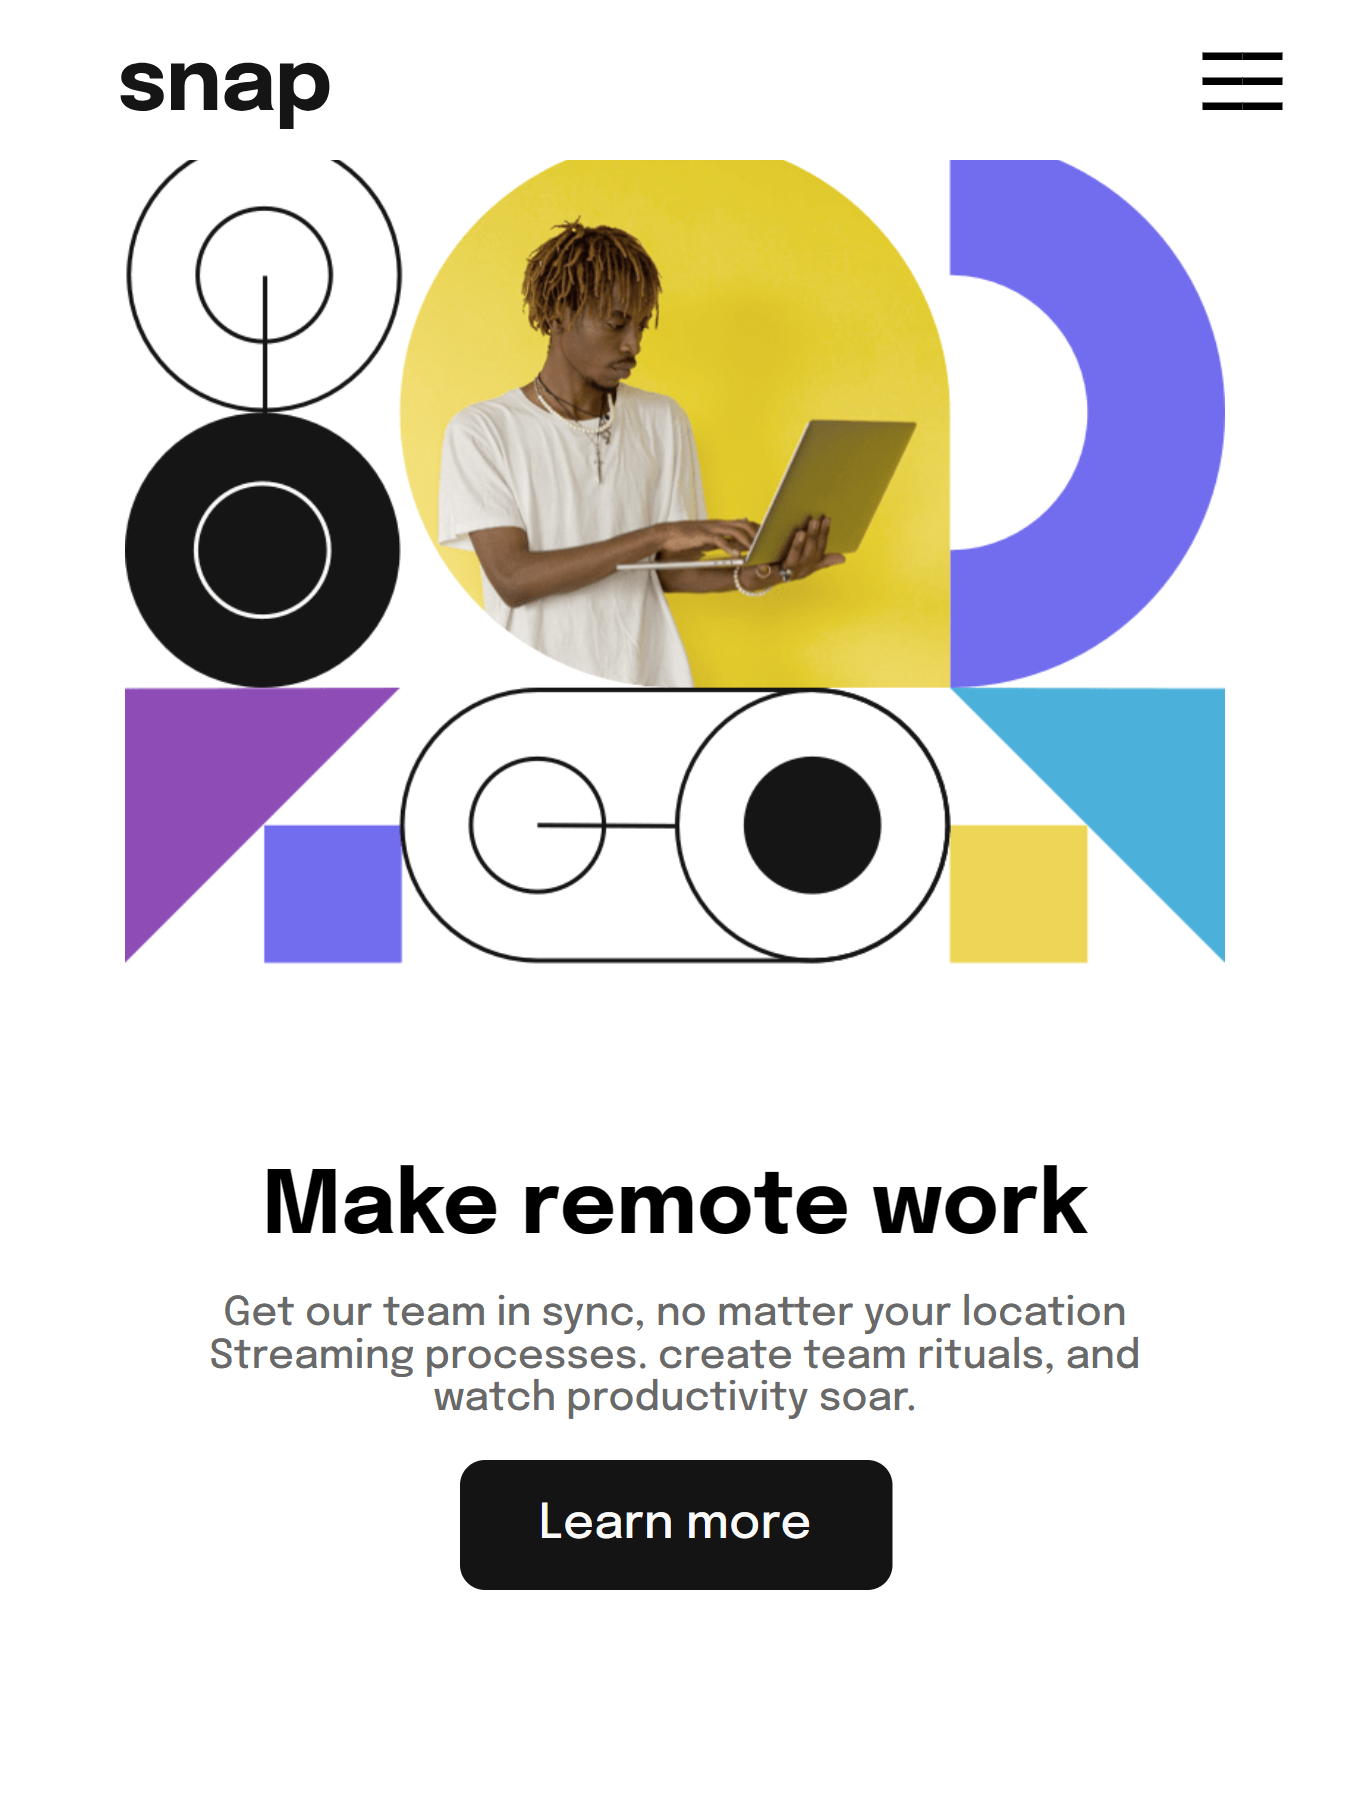 snap
Make remote work
Get our team in sync, no matter your location
Streaming processes. create team rituals, and
watch productivity soar.
Learn more